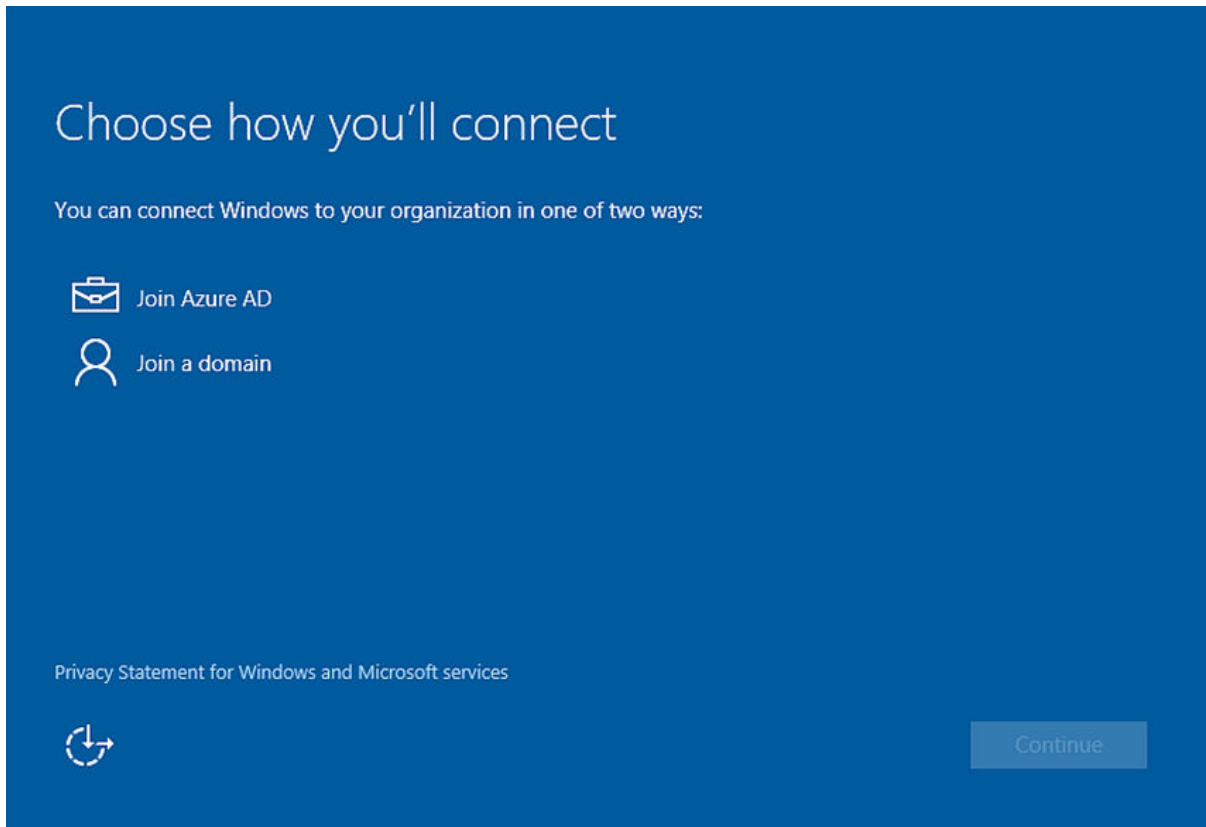 Choose how you'll connect
You can connect Windows to your organization in one of two ways:
Join Azure AD
Join a domain
Privacy Statement for Windows and Microsoft services
Continue